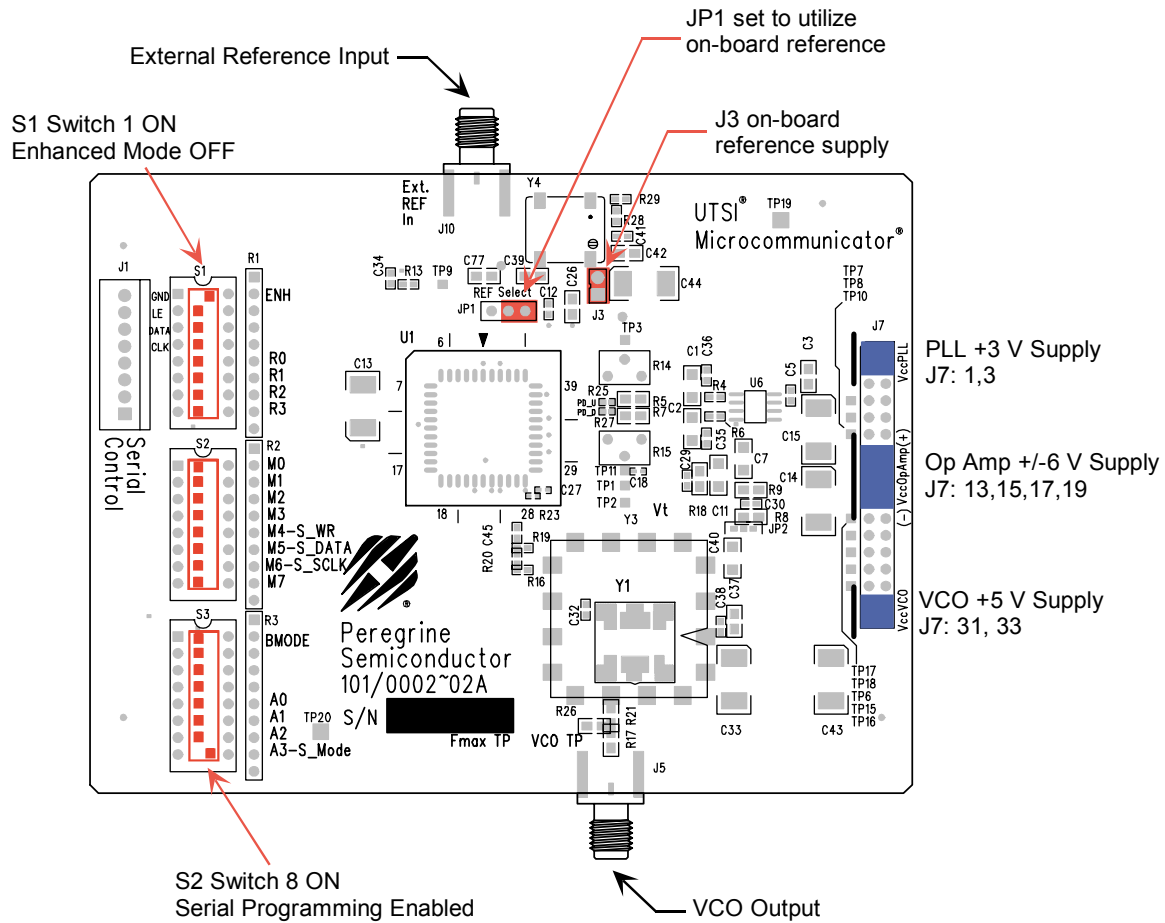 JP1 set to utilize
on-board reference
External Reference Input
S1 Switch 1 ON
Enhanced Mode OFF
J3 on-board
reference supply
Ext.
REF
In
J10
Y4
R29
R28
C41
C42
UTSI®
Microcommunicator®
TP19
J1
S1
R1
GND
LE
DATA
CLK
ENH
R0
R1
R2
R3
Serial
Control
C34
R13
TP9
C77
C39
C26
C44
REF Select
JP1
C12
J3
TP7
TP8
TP10
J7
VccPLL
PLL +3 V Supply
J7: 1,3
U1
6
1
7
39
17
29
18
28
C13
TP3
R14
C1
C36
R25
PD_U
PD_D
R27
R5
R7
C2
R4
U6
C5
C3
R15
C35
R6
C7
C15
C14
TP11
TP1
TP2
C18
C29
R18
C11
R9
C30
R8
JP2
C27
R23
Y3
Vt
(+)
VccOpAmp
(-)
Op Amp +/-6 V Supply
J7: 13,15,17,19
S2
R2
M0
M1
M2
M3
M4-S_WR
M5-S_DATA
M6-S_SCLK
M7
R20
C45
R19
R16
C40
Y1
C32
C38
C37
VccVCO
VCO +5 V Supply
J7: 31, 33
S3
R3
BMODE
A0
A1
A2
A3-S_Mode
TP20
®
Peregrine
Semiconductor
101/0002~02A
S/N
Fmax TP
VCO TP
R26
R21
R17
J5
C33
C43
TP17
TP18
TP6
TP15
TP16
S2 Switch 8 ON
Serial Programming Enabled
VCO Output